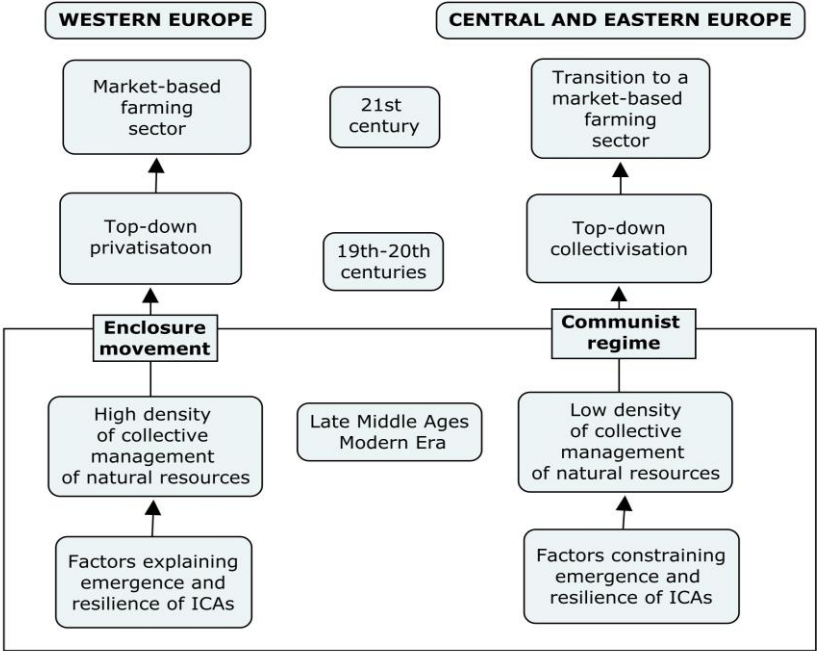 WESTERN EUROPE
CENTRAL AND EASTERN EUROPE
Market-based
farming
sector
21st
century
Transition to a
market-based
farming
sector
Top-down
privatisatoon
19th-20th
centuries
Top-down
collectivisation
Enclosure
movement
Communist
regime
High density
of collective
management
of natural resources
Late Middle Ages
Modern Era
Low density
of collective
management
of natural resources
Factors explaining
emergence and
resilience of ICAs
Factors constraining
emergence and
resilience of ICAs